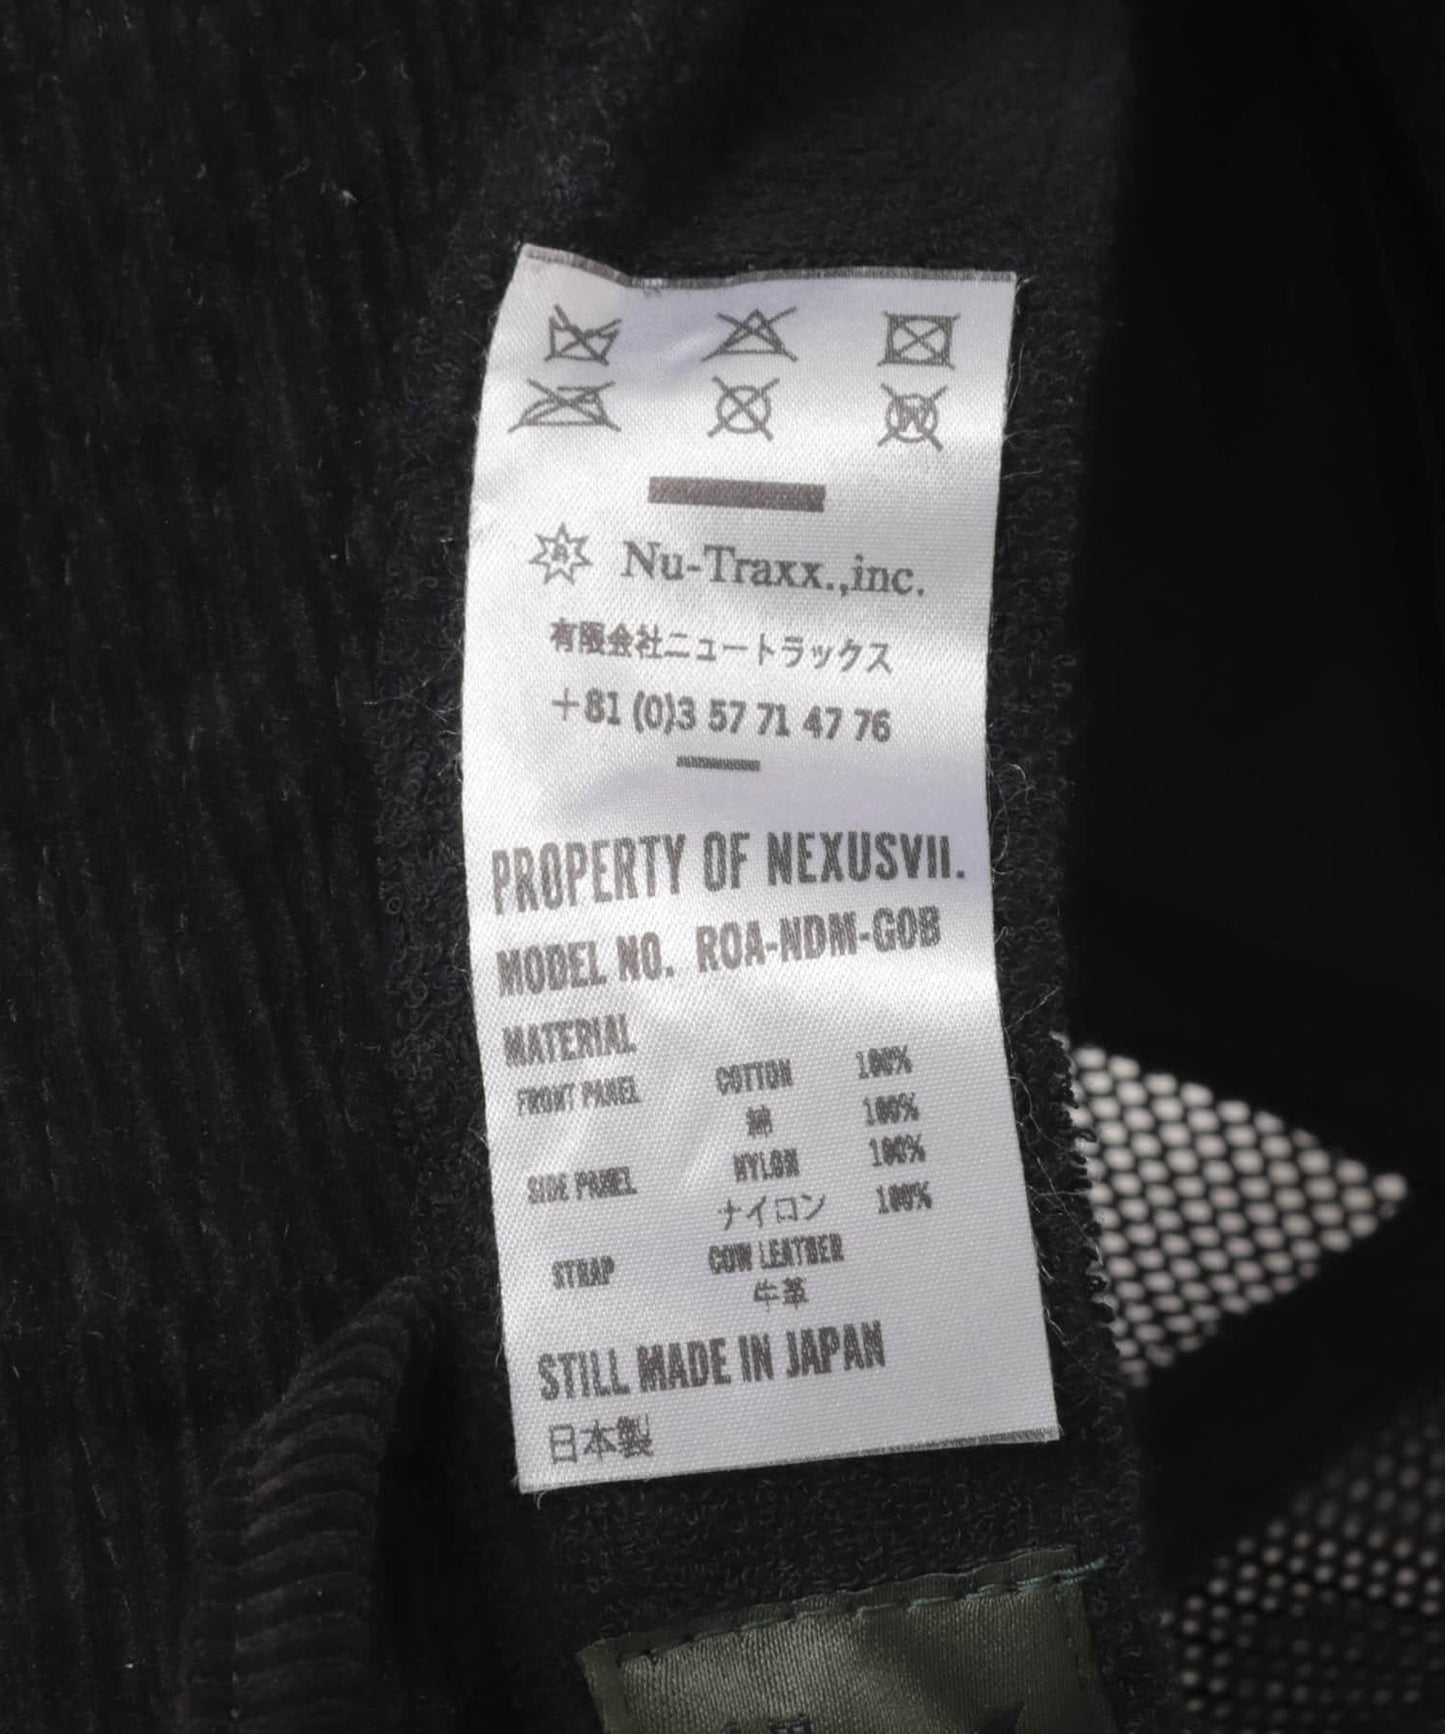 W
Nu-Traxx.,inc.
有限会社ニュートラックス
+81 (0)3 57 71 47 76
PROPERTY OF NEXUSVII.
MODEL NO. ROA-NDM-GOB
MATERIAL
FRONT PANEL COTTON 100%
綿 100%
SIDE PANEL NYLON 100%
ナイロン 100%
STRAP COW LEATHER
牛革
STILL MADE IN JAPAN
日本製